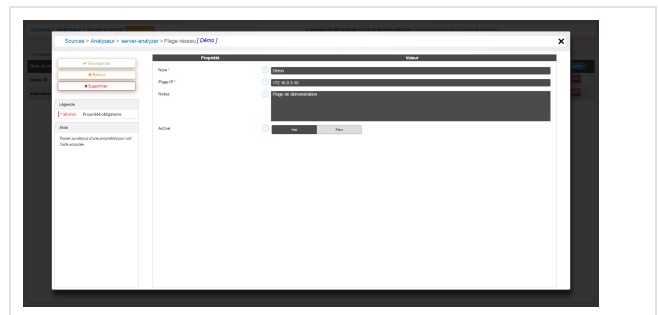 Sources > Analyseur > server-analyzer > Plage réseau [ Démo ]
Sauvegarder
Retour
Supprimer
Légende
Propriété obligatoire
Aide
Passer au-dessus d'une propriété pour voir
l'aide associée
Propriété Valeur
Nom * Démo
Plage IP * 172.16.0.3-10
Notes Plage de démonstration
Activé Vrai Faux